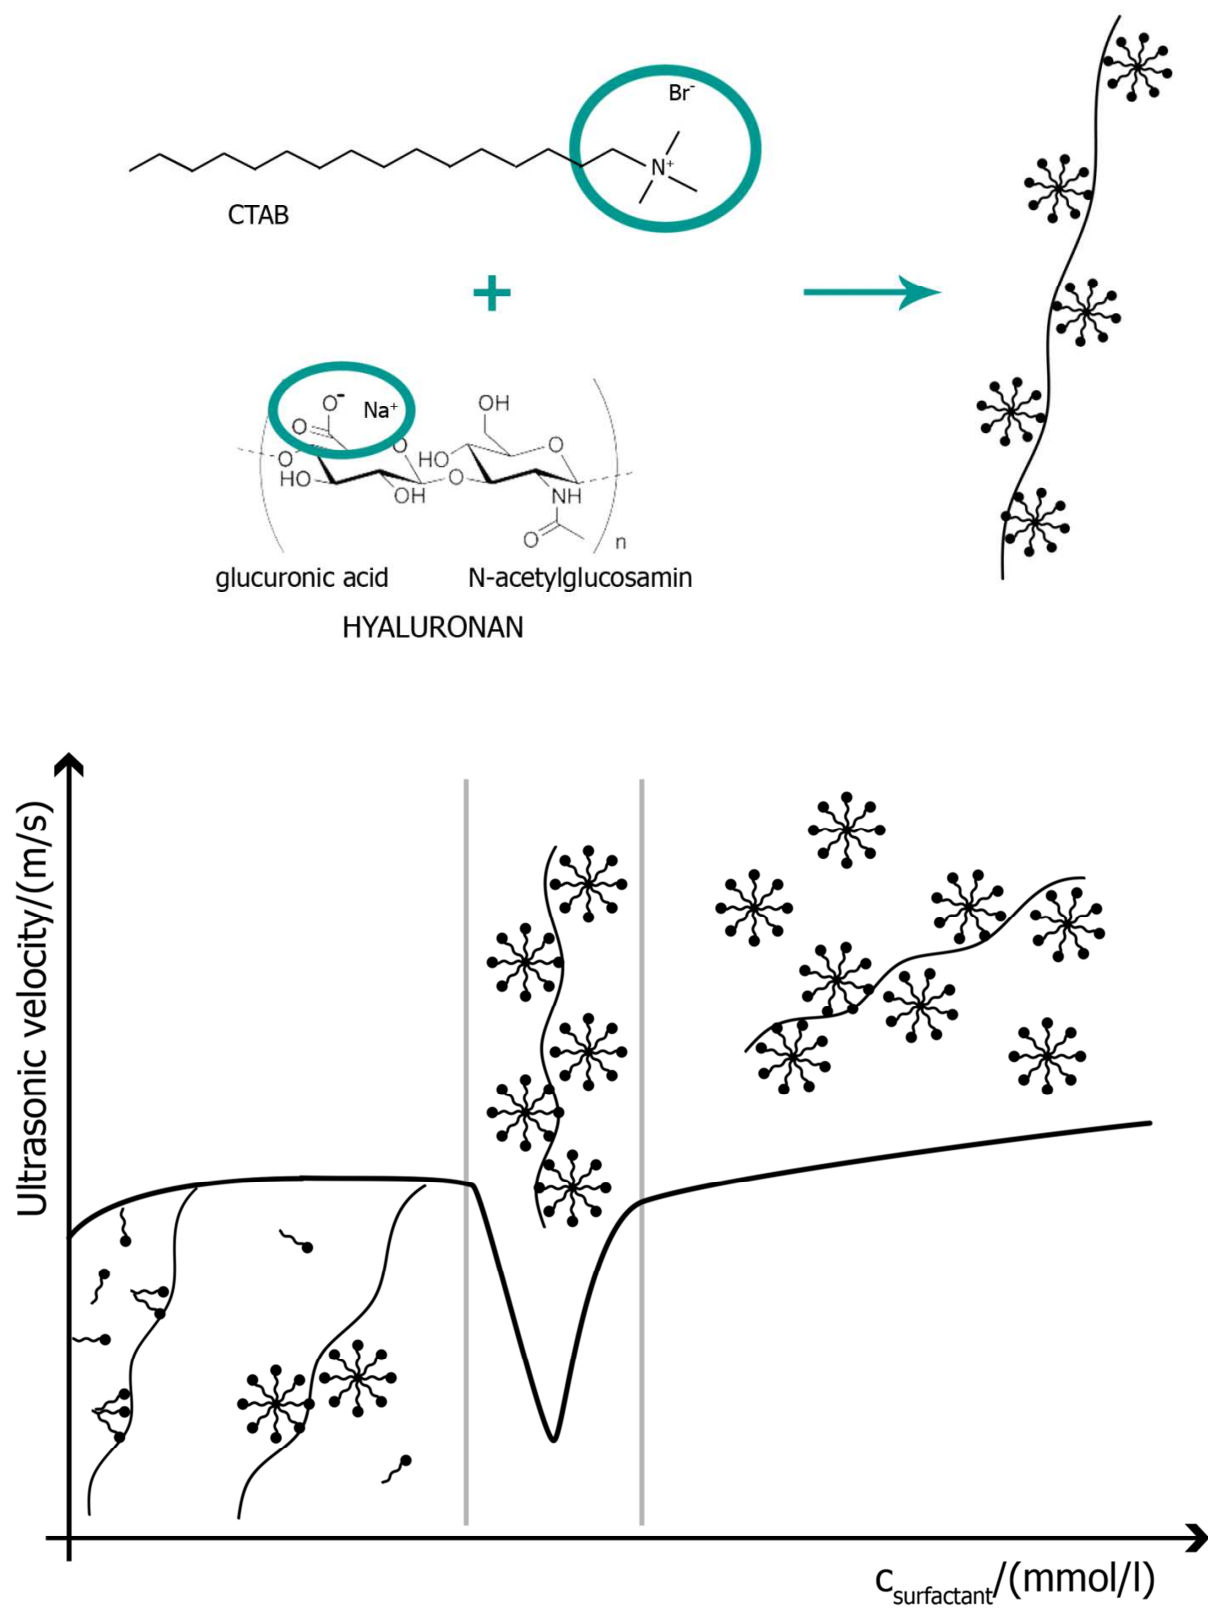 Br⁻
N⁺
CTAB
+
O⁻ Na⁺
O
O
O
HO
OH
O
OH
HO
O
NH
O
n
glucuronic acid
N-acetylglucosamin
HYALURONAN
Ultrasonic velocity/(m/s)
c_surfactant/(mmol/l)